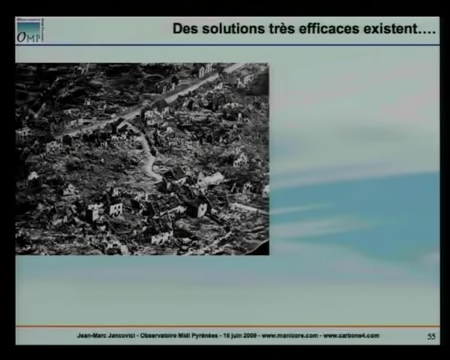 OMP
Des solutions très efficaces existent....
Jean-Marc Jancovici - Observatoire Midi Pyrénées - 16 juin 2009 - www.manicore.com - www.carbone4.com
55